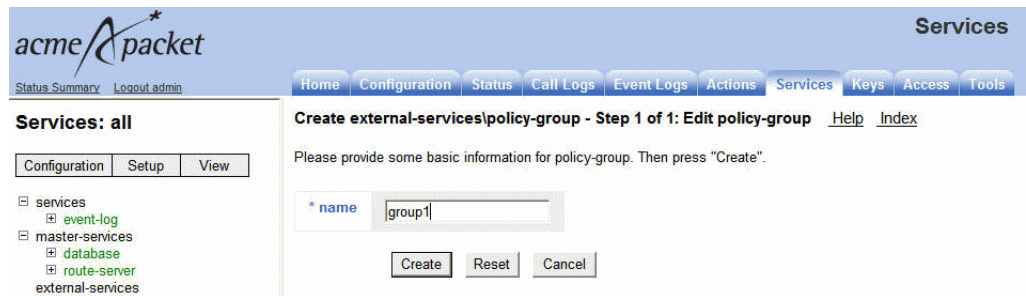 acme packet
Services
Status Summary Logout admin
Home Configuration Status Call Logs Event Logs Actions Services Keys Access Tools
Services: all
Configuration Setup View
services
event-log
master-services
database
route-server
external-services
Create external-services\policy-group - Step 1 of 1: Edit policy-group Help Index
Please provide some basic information for policy-group. Then press "Create".
* name group1
Create Reset Cancel